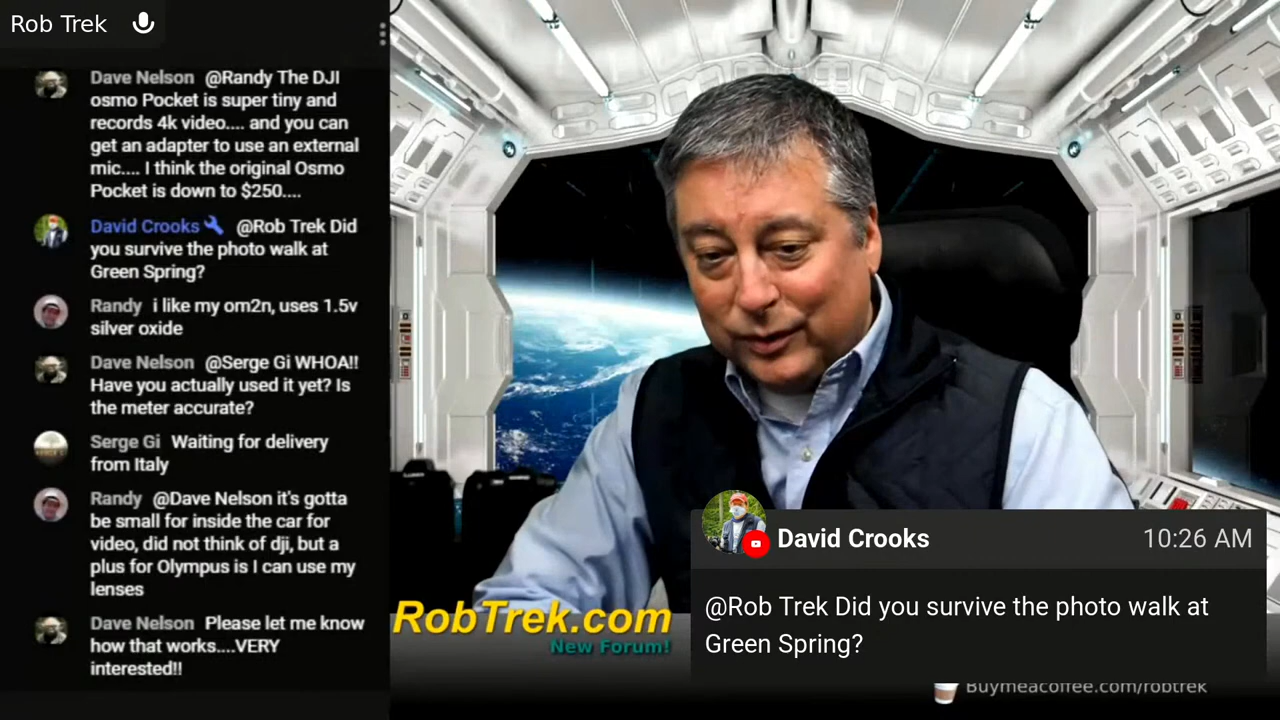 Rob Trek
Dave Nelson @Randy The DJI
osmo Pocket is super tiny and
records 4k video.... and you can
get an adapter to use an external
mic.... I think the original Osmo
Pocket is down to $250....
David Crooks @Rob Trek Did
you survive the photo walk at
Green Spring?
Randy i like my om2n, uses 1.5v
silver oxide
Dave Nelson @Serge Gi WHOA!!
Have you actually used it yet? Is
the meter accurate?
Serge Gi Waiting for delivery
from Italy
Randy @Dave Nelson it's gotta
be small for inside the car for
video, did not think of dji, but a
plus for Olympus is I can use my
lenses
Dave Nelson Please let me know
how that works....VERY
interested!!
RobTrek.com
New Forum!
David Crooks 10:26 AM
@Rob Trek Did you survive the photo walk at
Green Spring?
Buymeacoffee.com/robtrek